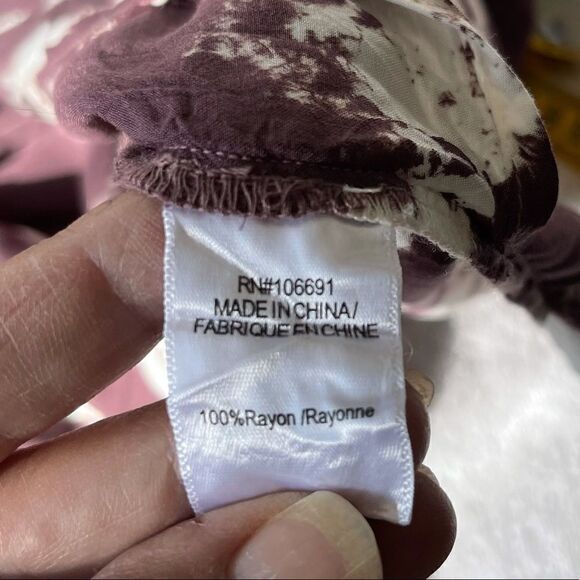 RN#106691
MADE IN CHINA/
FABRIQUE EN CHINE
100%Rayon /Rayonne